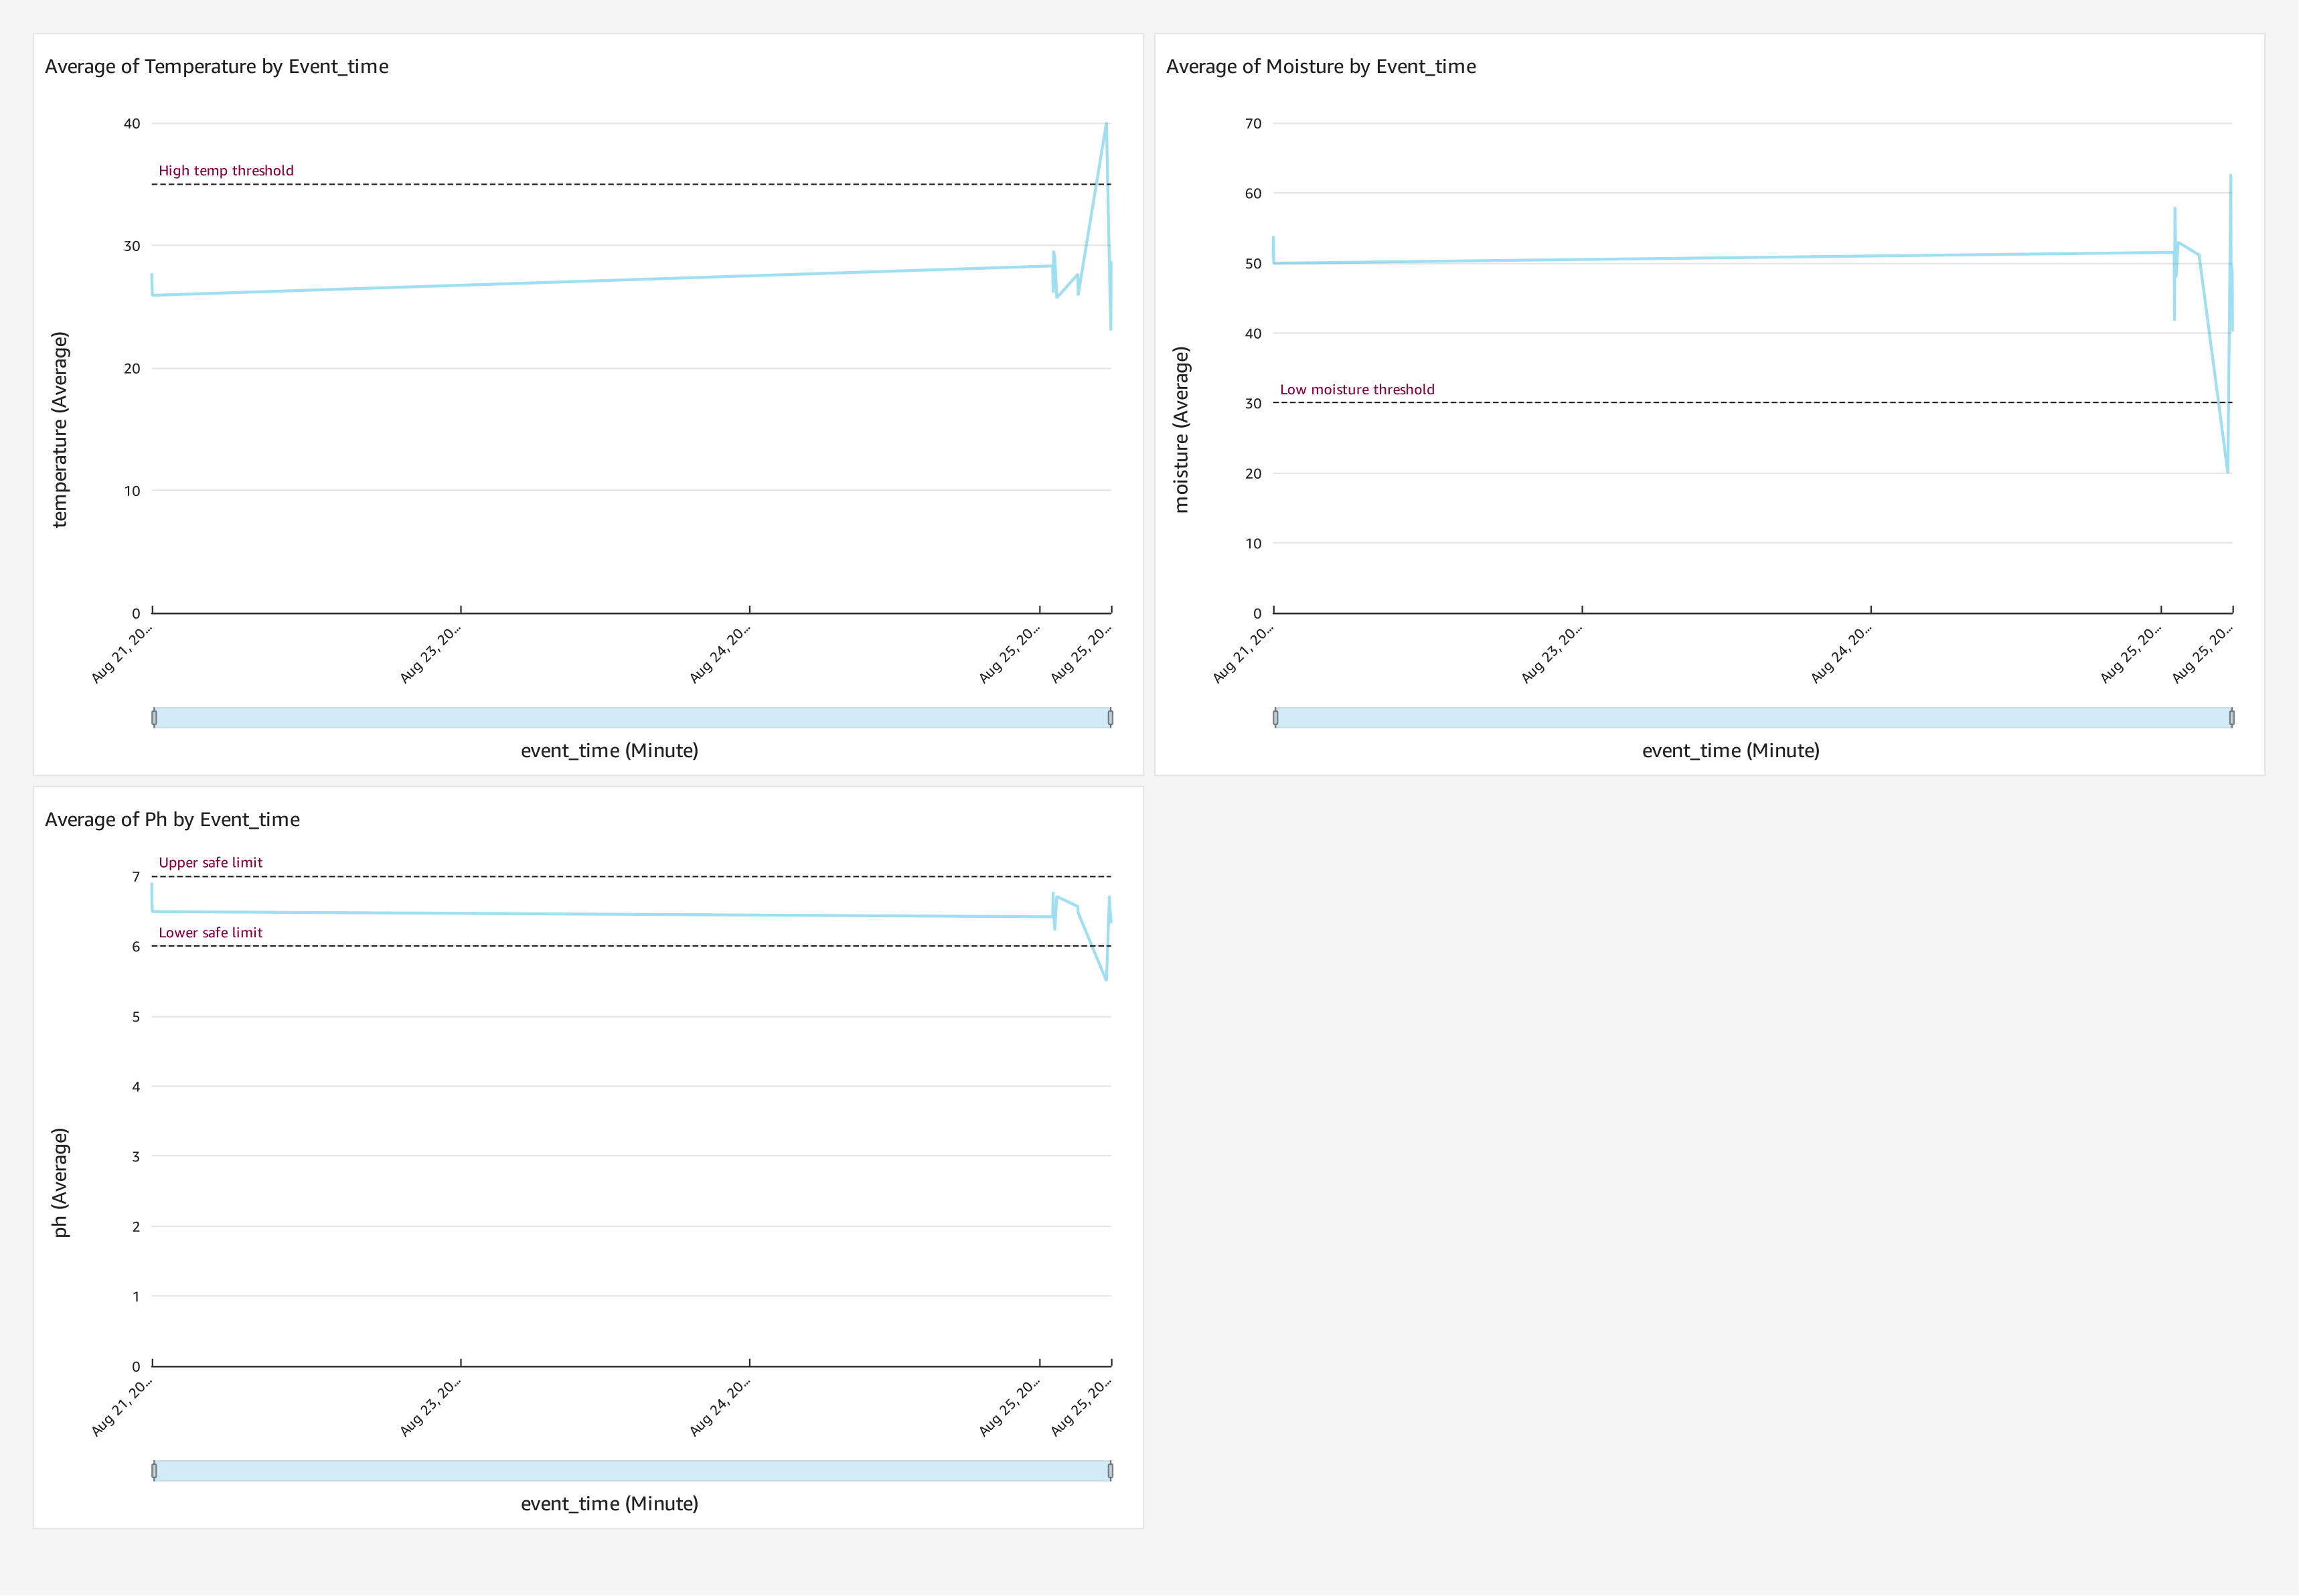 Average of Temperature by Event_time
40
High temp threshold
30
20
10
0
temperature (Average)
Aug 21, 20...
Aug 23, 20...
Aug 24, 20...
Aug 25, 20...
Aug 25, 20...
event_time (Minute)
Average of Moisture by Event_time
70
60
50
40
Low moisture threshold
30
20
10
0
moisture (Average)
Aug 21, 20...
Aug 23, 20...
Aug 24, 20...
Aug 25, 20...
Aug 25, 20...
event_time (Minute)
Average of Ph by Event_time
Upper safe limit
7
Lower safe limit
6
5
4
3
2
1
0
ph (Average)
Aug 21, 20...
Aug 23, 20...
Aug 24, 20...
Aug 25, 20...
Aug 25, 20...
event_time (Minute)